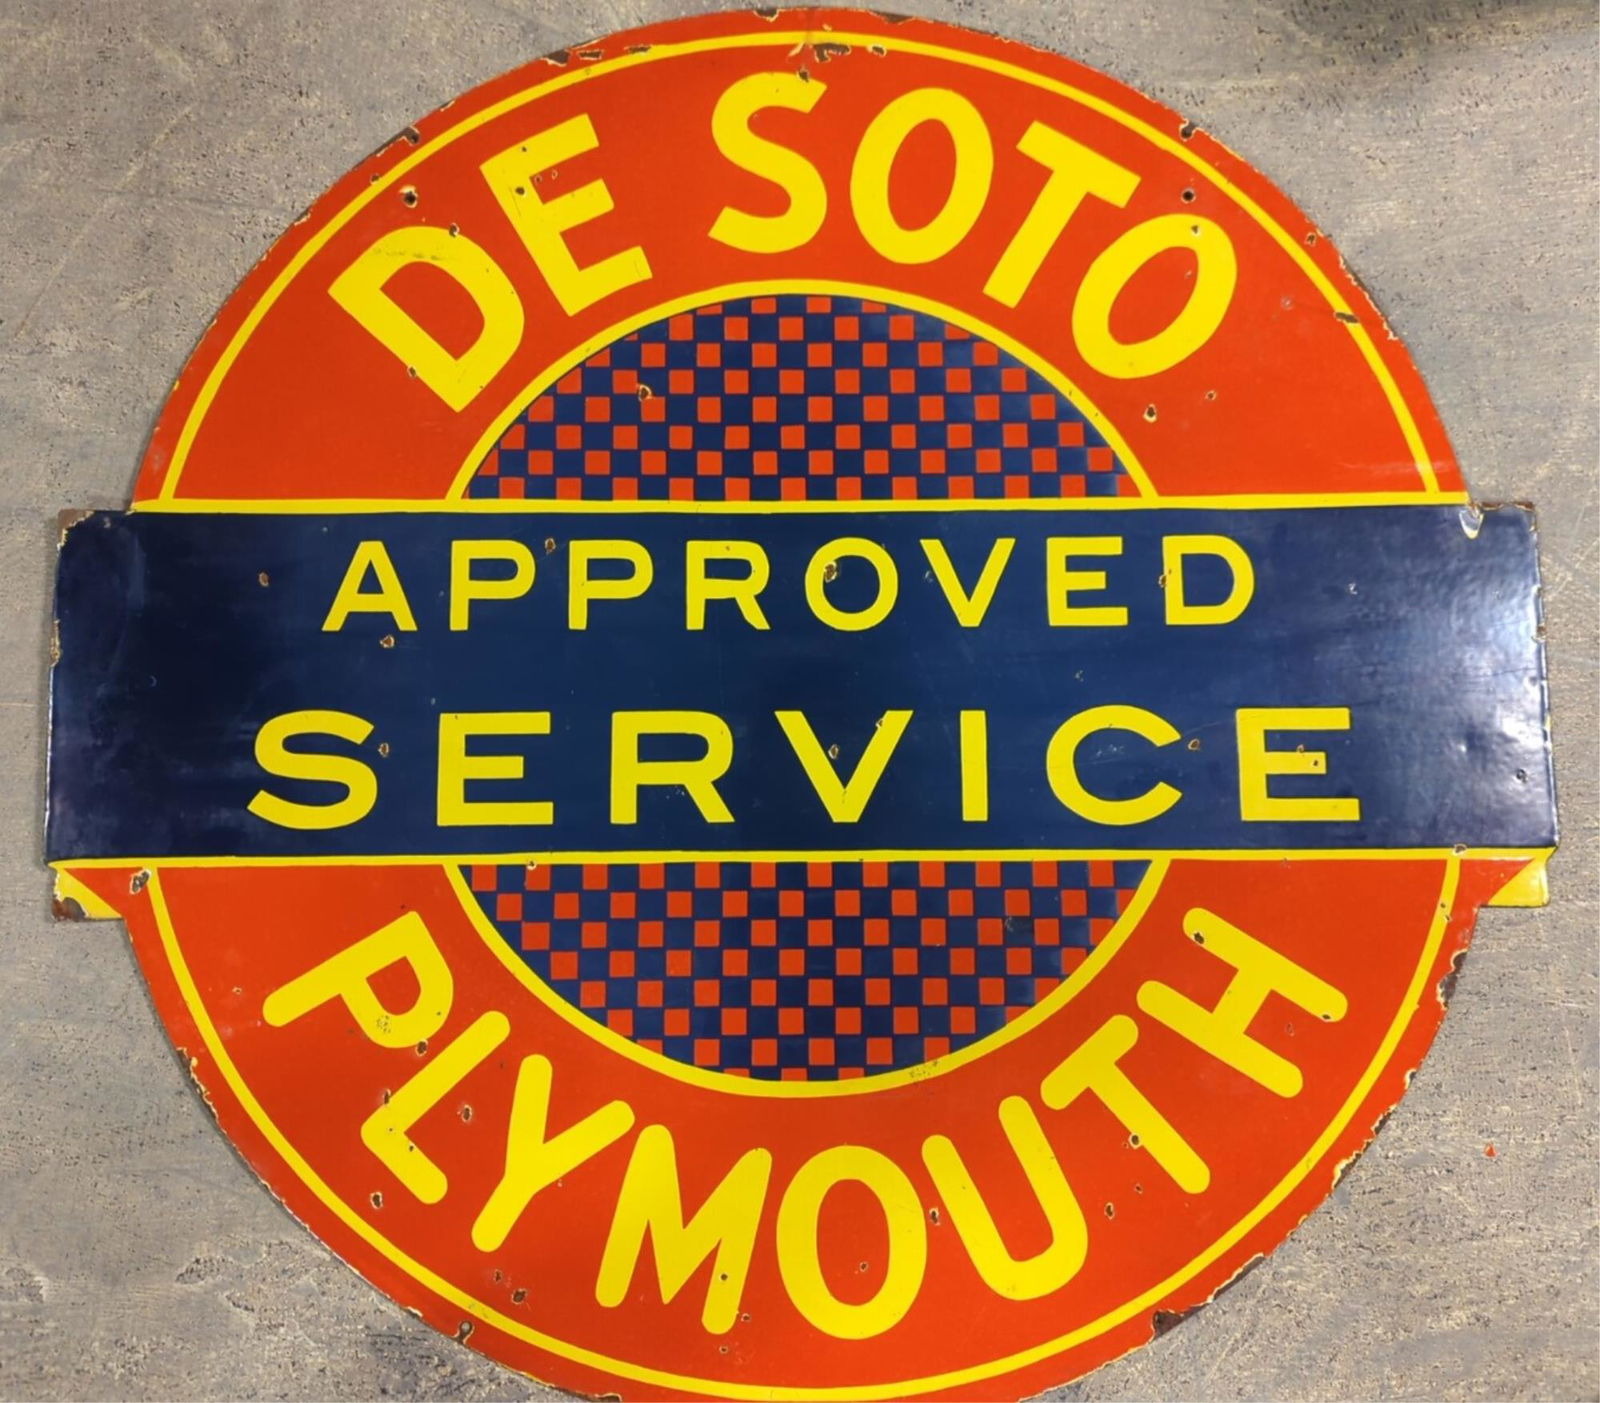 DE SOTO
APPROVED
SERVICE
PLYMOUTH